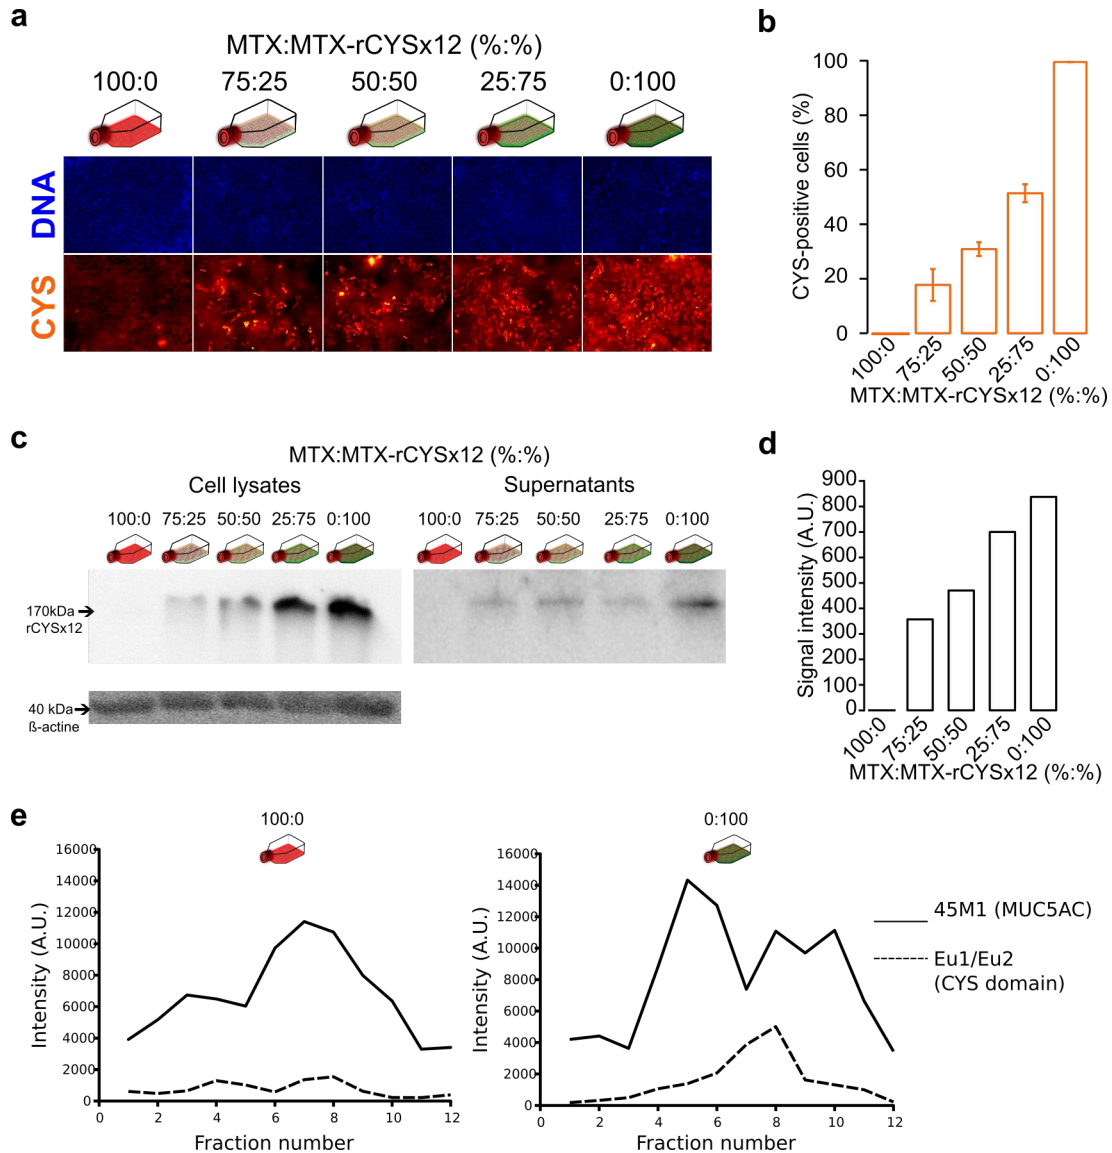 a
MTX:MTX-rCYSx12 (%:%)
100:0 75:25 50:50 25:75 0:100
DNA
CYS
b
CYS-positive cells (%)
100
80
60
40
20
0
100:0 75:25 50:50 25:75 0:100
MTX:MTX-rCYSx12 (%:%)
c
MTX:MTX-rCYSx12 (%:%)
Cell lysates Supernatants
100:0 75:25 50:50 25:75 0:100 100:0 75:25 50:50 25:75 0:100
170kDa
rCYSx12
40 kDa
ß-actine
d
Signal intensity (A.U.)
900
800
700
600
500
400
300
200
100
0
100:0 75:25 50:50 25:75 0:100
MTX:MTX-rCYSx12 (%:%)
e
100:0
Intensity (A.U.)
16000
14000
12000
10000
8000
6000
4000
2000
0
0 2 4 6 8 10 12
Fraction number
0:100
Intensity (A.U.)
16000
14000
12000
10000
8000
6000
4000
2000
0
0 2 4 6 8 10 12
Fraction number
45M1 (MUC5AC)
Eu1/Eu2
(CYS domain)